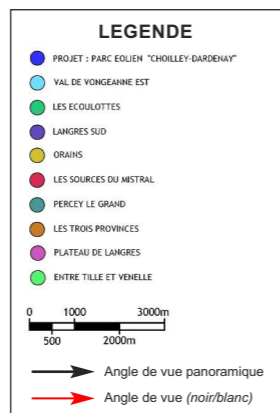 LEGENDE
PROJET : PARC EOLIEN "CHOILLEY-DARDENAY"
VAL DE VONGEANNE EST
LES ECOULOTTES
LANGRES SUD
ORAINS
LES SOURCES DU MISTRAL
PERCEY LE GRAND
LES TROIS PROVINCES
PLATEAU DE LANGRES
ENTRE TILLE ET VENELLE
0 1000 3000m
500 2000m
Angle de vue panoramique
Angle de vue (noir/blanc)